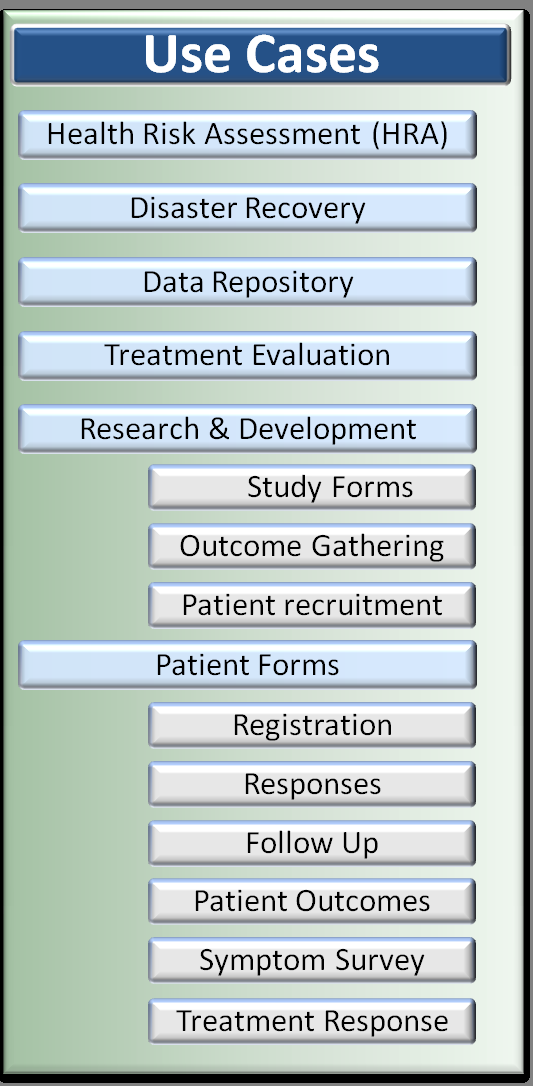 Use Cases
Health Risk Assessment (HRA)
Disaster Recovery
Data Repository
Treatment Evaluation
Research & Development
Study Forms
Outcome Gathering
Patient recruitment
Patient Forms
Registration
Responses
Follow Up
Patient Outcomes
Symptom Survey
Treatment Response